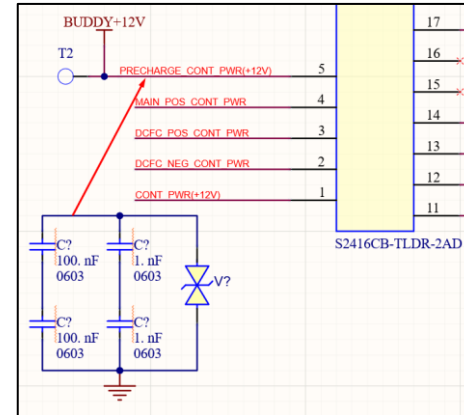 BUDDY+12V
17
T2
16
PRECHARGE_CONT_PWR(+12V) 5
15
MAIN_POS_CONT_PWR 4
14
DCFC_POS_CONT_PWR 3
13
DCFC_NEG_CONT_PWR 2
12
CONT_PWR(+12V) 1
11
S2416CB-TLDR-2AD
C? C?
100. nF 1. nF
0603 0603
V?
C? C?
100. nF 1. nF
0603 0603